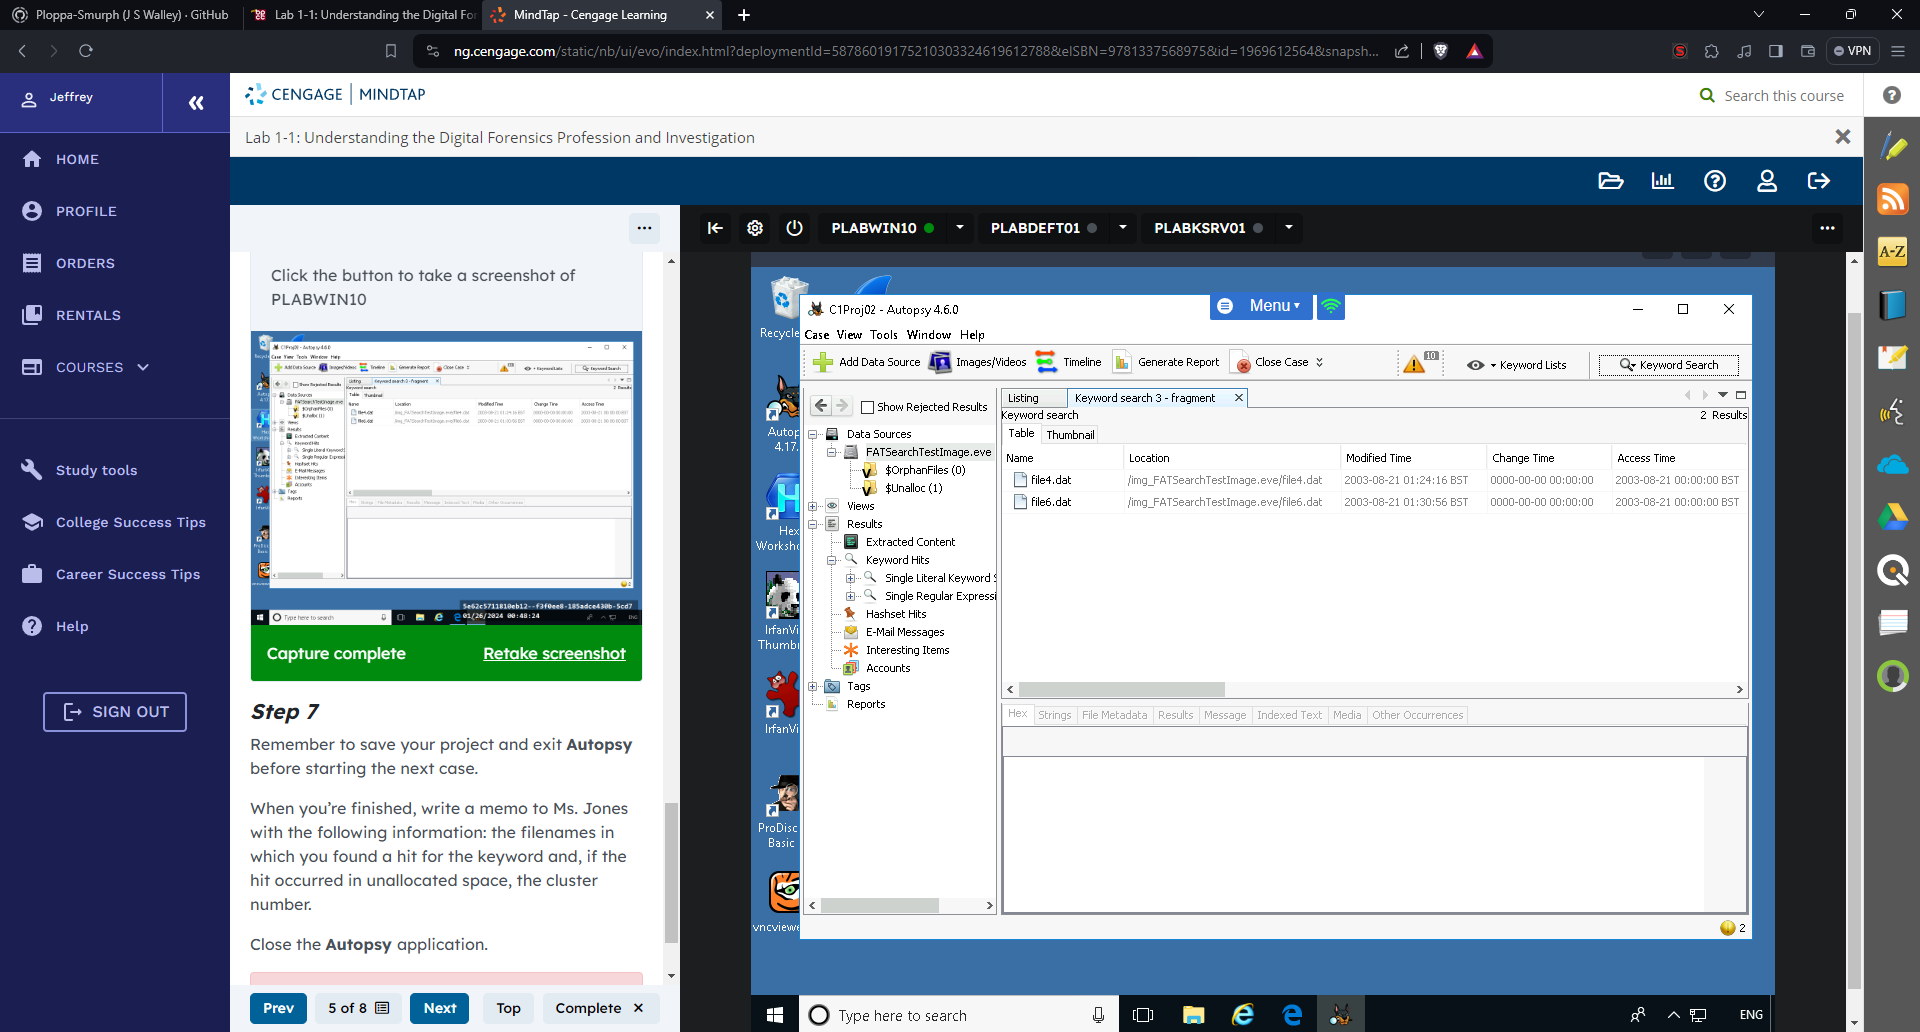 Ploppa-Smurph (J S Walley) · GitHub
Lab 1-1: Understanding the Digital Fo
MindTap - Cengage Learning
ng.cengage.com/static/nb/ui/evo/index.html?deploymentId=5878601917521033246196 12788&eISBN=9781337568975&id=1969612564&snapsh...
VPN
Jeffrey
HOME
PROFILE
ORDERS
RENTALS
COURSES
Study tools
College Success Tips
Career Success Tips
Help
SIGN OUT
CENGAGE | MINDTAP
Search this course
Lab 1-1: Understanding the Digital Forensics Profession and Investigation
Click the button to take a screenshot of
PLABWIN10
Capture complete
Retake screenshot
Step 7
Remember to save your project and exit Autopsy
before starting the next case.
When you’re finished, write a memo to Ms. Jones
with the following information: the filenames in
which you found a hit for the keyword and, if the
hit occurred in unallocated space, the cluster
number.
Close the Autopsy application.
Prev
5 of 8
Next
Top
Complete
PLABWIN10
PLABDEFT01
PLABKSRV01
Recycle
Autop
4.17.
Hex
Worksho
IrfanVi
Thumbn
IrfanVi
ProDisc
Basic
vncviewe
C1Proj02 - Autopsy 4.6.0
Menu
Case View Tools Window Help
Add Data Source
Images/Videos
Timeline
Generate Report
Close Case
10
Keyword Lists
Keyword Search
Show Rejected Results
Data Sources
FATSearchTestImage.eve
$OrphanFiles (0)
$Unalloc (1)
Views
Results
Extracted Content
Keyword Hits
Single Literal Keyword S
Single Regular Expressi
Hashset Hits
E-Mail Messages
Interesting Items
Accounts
Tags
Reports
Listing
Keyword search 3 - fragment
Keyword search
2 Results
Table
Thumbnail
Name Location Modified Time Change Time Access Time
file4.dat /img_FATSearchTestImage.eve/file4.dat 2003-08-21 01:24:16 BST 0000-00-00 00:00:00 2003-08-21 00:00:00 BST
file6.dat /img_FATSearchTestImage.eve/file6.dat 2003-08-21 01:30:56 BST 0000-00-00 00:00:00 2003-08-21 00:00:00 BST
Hex Strings File Metadata Results Message Indexed Text Media Other Occurrences
2
Type here to search
ENG
A-Z